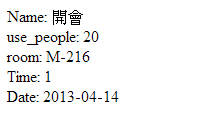 Name: 開會
use_people: 20
room: M-216
Time: 1
Date: 2013-04-14